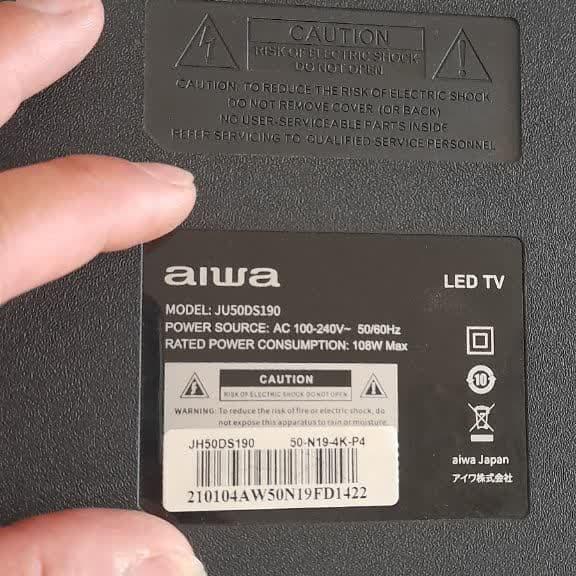 CAUTION
RISK OF ELECTRIC SHOCK
DO NOT OPEN
CAUTION: TO REDUCE THE RISK OF ELECTRIC SHOCK,
DO NOT REMOVE COVER (OR BACK)
NO USER-SERVICEABLE PARTS INSIDE
REFER SERVICING TO QUALIFIED SERVICE PERSONNEL
aiwa
LED TV
MODEL: JU50DS190
POWER SOURCE: AC 100-240V~ 50/60Hz
RATED POWER CONSUMPTION: 108W Max
CAUTION
RISK OF ELECTRIC SHOCK DO NOT OPEN
WARNING: To reduce the risk of fire or electric shock, do
not expose this apparatus to rain or moisture.
10
aiwa Japan
アイワ株式会社
JH50DS190 50-N19-4K-P4
210104AW50N19FD1422